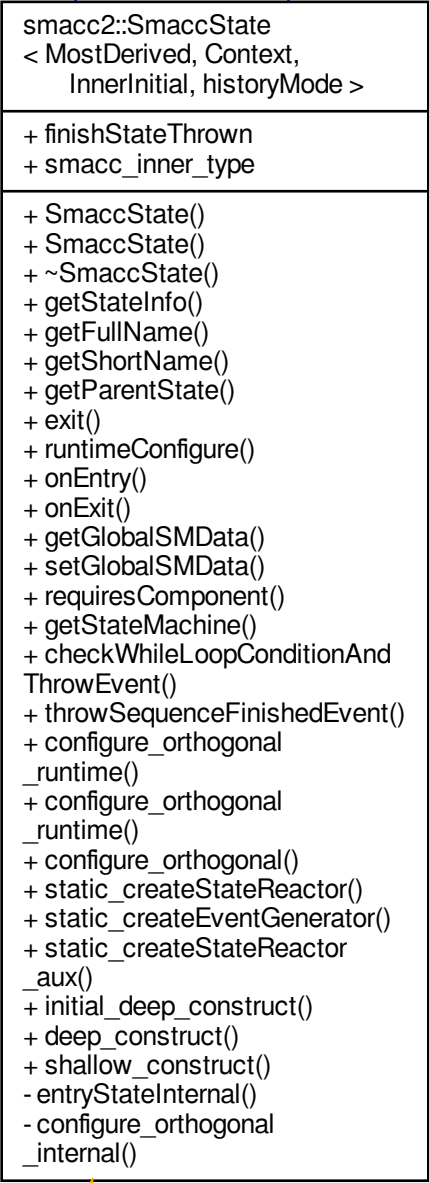 smacc2::SmaccState
< MostDerived, Context,
InnerInitial, historyMode >
+ finishStateThrown
+ smacc_inner_type
+ SmaccState()
+ SmaccState()
+ ~SmaccState()
+ getStateInfo()
+ getFullName()
+ getShortName()
+ getParentState()
+ exit()
+ runtimeConfigure()
+ onEntry()
+ onExit()
+ getGlobalSMData()
+ setGlobalSMData()
+ requiresComponent()
+ getStateMachine()
+ checkWhileLoopConditionAnd
ThrowEvent()
+ throwSequenceFinishedEvent()
+ configure_orthogonal
_runtime()
+ configure_orthogonal
_runtime()
+ configure_orthogonal()
+ static_createStateReactor()
+ static_createEventGenerator()
+ static_createStateReactor
_aux()
+ initial_deep_construct()
+ deep_construct()
+ shallow_construct()
- entryStateInternal()
- configure_orthogonal
_internal()